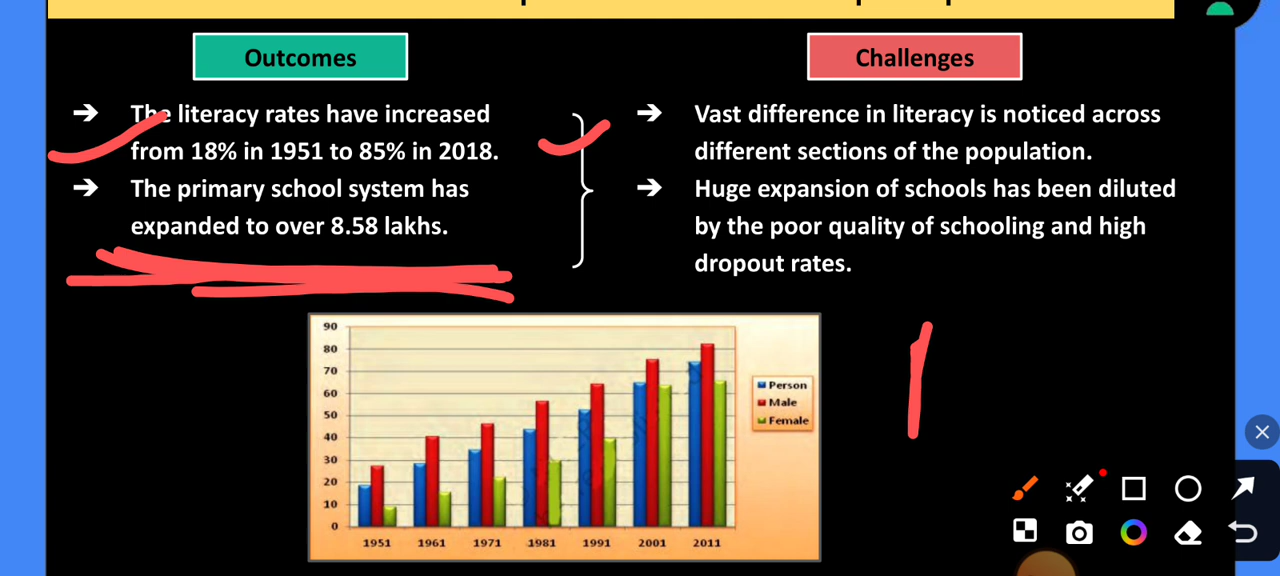 Outcomes
➔ The literacy rates have increased
from 18% in 1951 to 85% in 2018.
➔ The primary school system has
expanded to over 8.58 lakhs.
Challenges
➔ Vast difference in literacy is noticed across
different sections of the population.
➔ Huge expansion of schools has been diluted
by the poor quality of schooling and high
dropout rates.
90
80
70
60
50
40
30
20
10
0
1951 1961 1971 1981 1991 2001 2011
Person
Male
Female